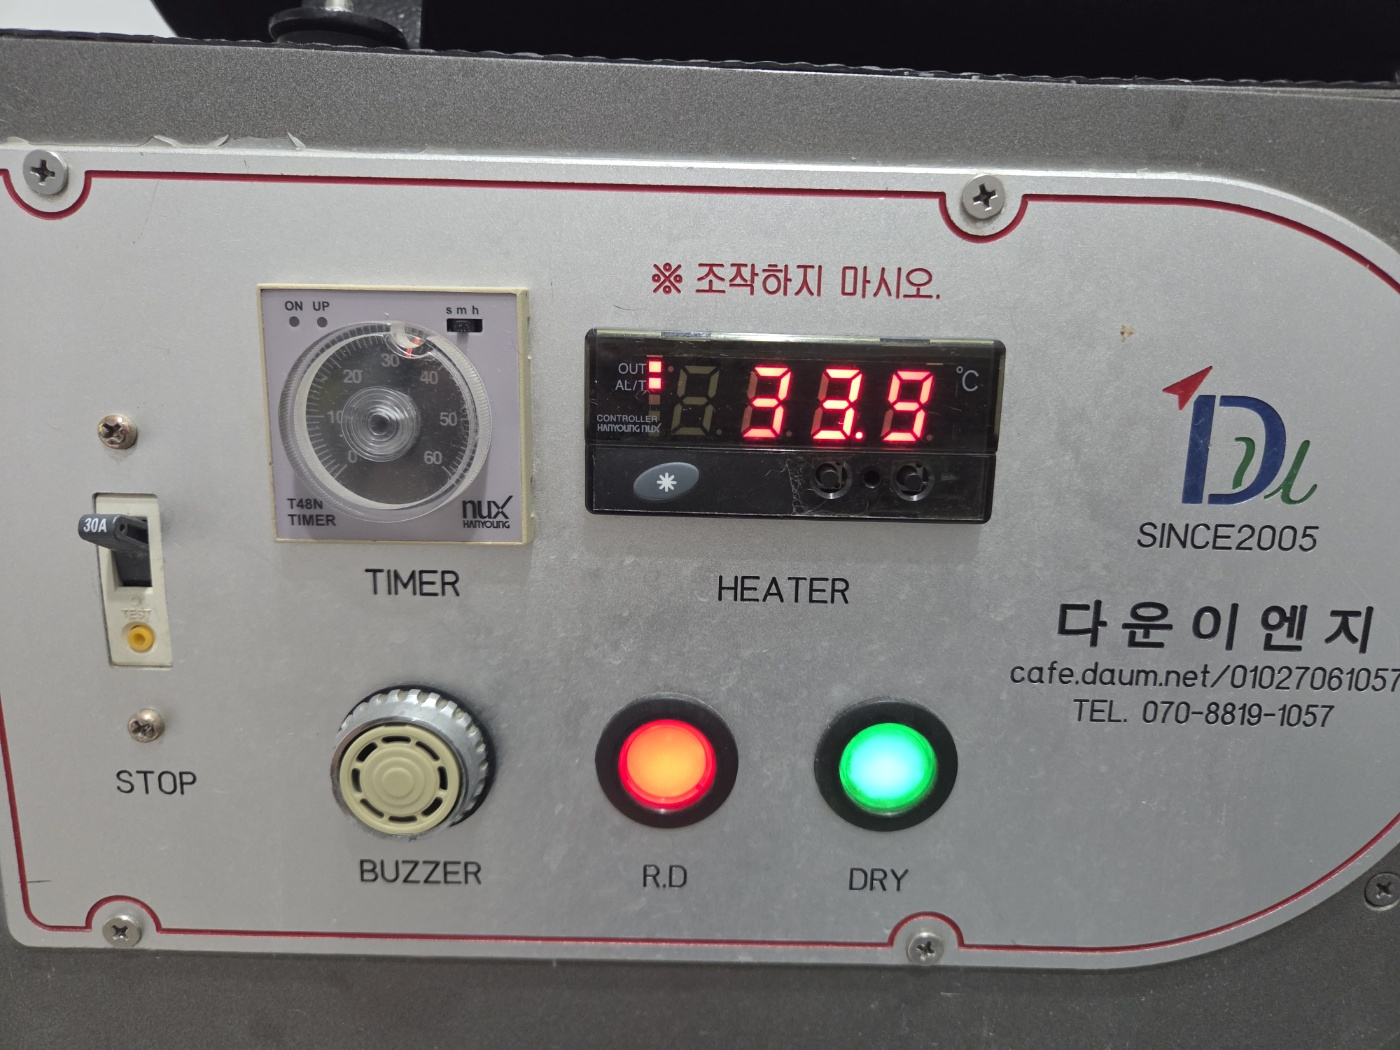 ※ 조작하지 마시오.
ON UP
s m h
0 10 20 30 40 50 60
T48N
TIMER
nux
HANYOUNG
TIMER
OUT
AL/T
CONTROLLER
HANYOUNG nux
33.9
℃
HEATER
30A
TEST
STOP
BUZZER
R.D
DRY
SINCE2005
다운이엔지
cafe.daum.net/01027061057
TEL. 070-8819-1057